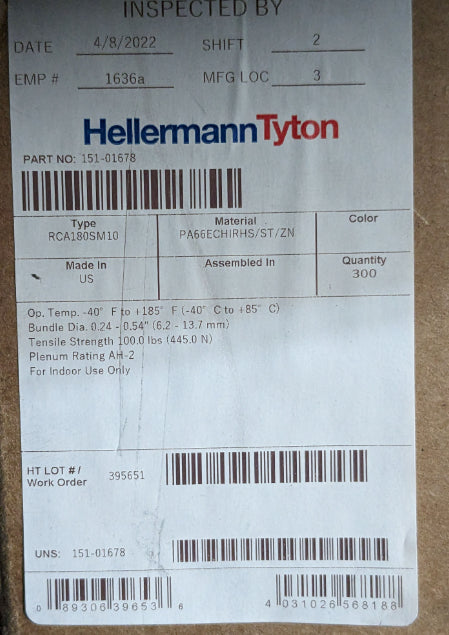 INSPECTED BY
DATE 4/8/2022 SHIFT 2
EMP # 1636a MFG LOC 3
HellermannTyton
PART NO: 151-01678
Type Material Color
RCA180SM10 PA66ECHIRHS/ST/ZN
Made In Assembled In Quantity
US 300
Op. Temp. -40° F to +185° F (-40° C to +85° C)
Bundle Dia. 0.24 - 0.54" (6.2 - 13.7 mm)
Tensile Strength 100.0 lbs (445.0 N)
Plenum Rating AH-2
For Indoor Use Only
HT LOT # /
Work Order 395651
UNS: 151-01678
0 89306 39653 6 4 031026 568188